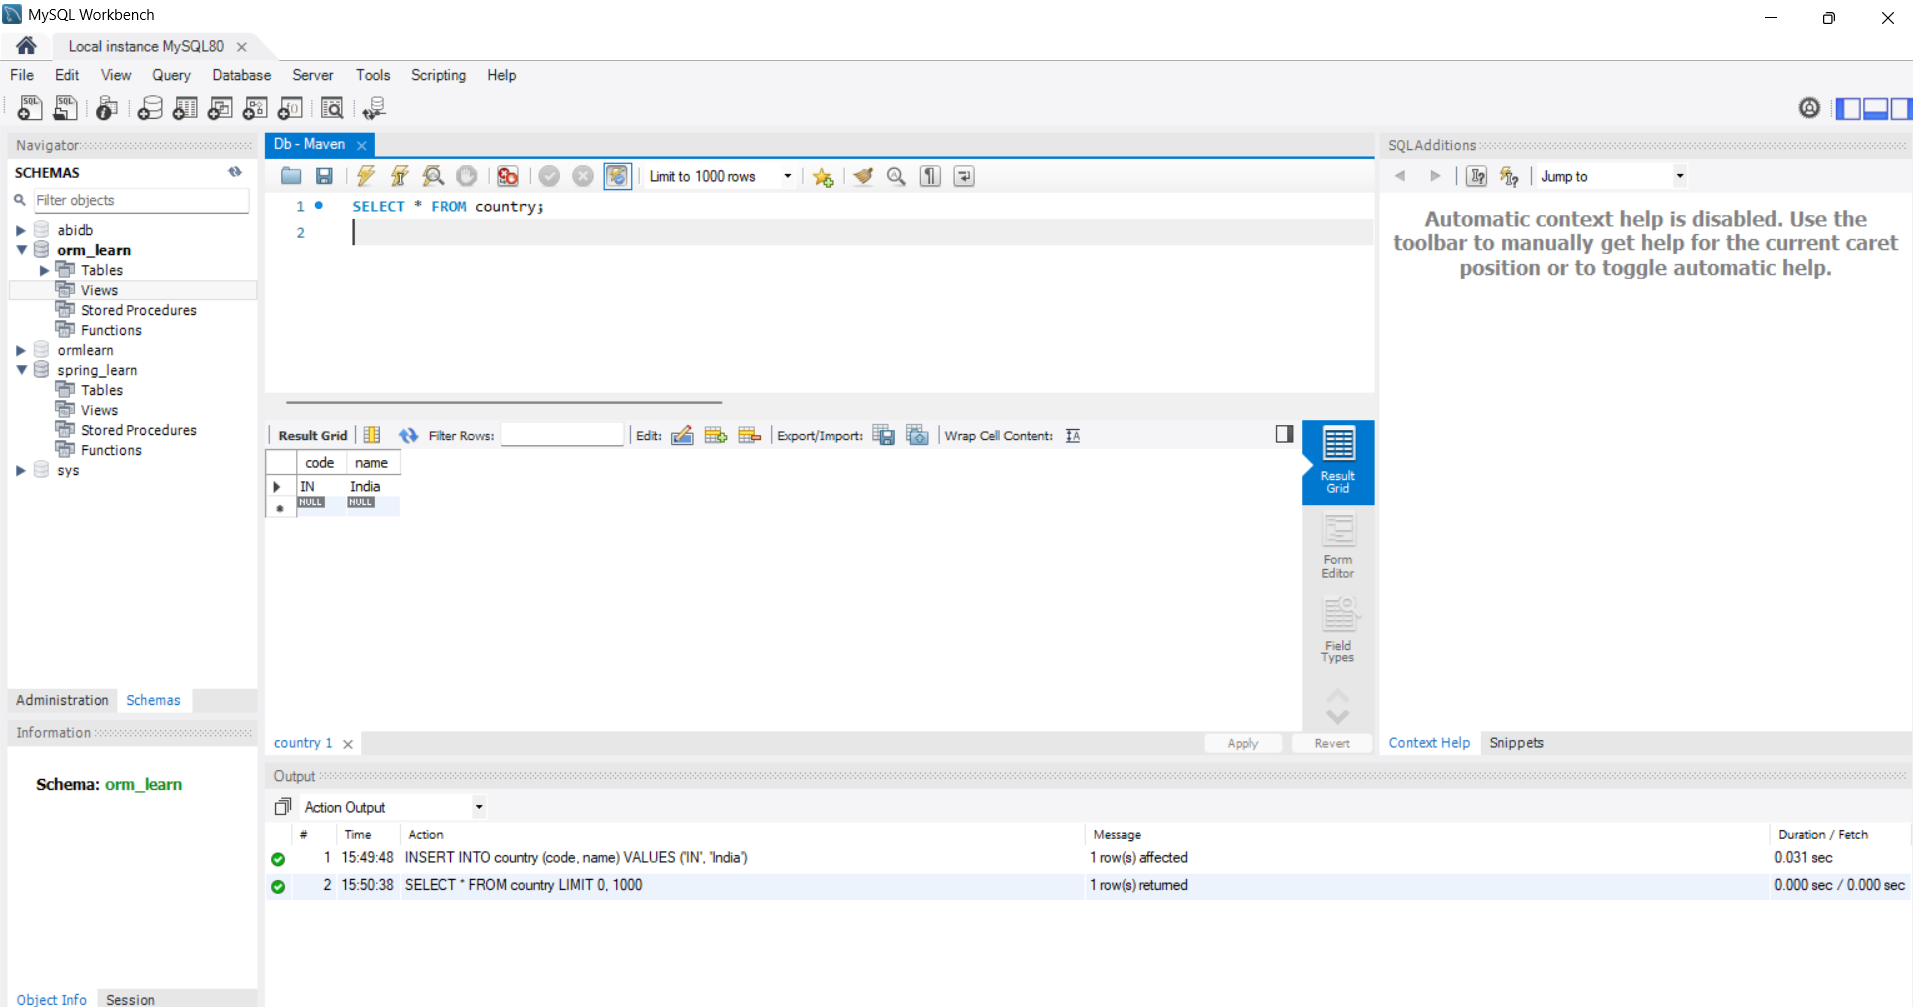 MySQL Workbench
Local instance MySQL80
File Edit View Query Database Server Tools Scripting Help
SQL SQL
Navigator
SCHEMAS
Filter objects
abidb
orm_learn
Tables
Views
Stored Procedures
Functions
ormlearn
spring_learn
Tables
Views
Stored Procedures
Functions
sys
Administration Schemas
Information
Schema: orm_learn
Object Info Session
Db - Maven
Limit to 1000 rows
1 SELECT * FROM country;
2
Result Grid Filter Rows: Edit: Export/Import: Wrap Cell Content:
code name
IN India
NULL NULL
Result
Grid
Form
Editor
Field
Types
country 1 Apply Revert
SQLAdditions
Jump to
Automatic context help is disabled. Use the
toolbar to manually get help for the current caret
position or to toggle automatic help.
Context Help Snippets
Output
Action Output
# Time Action Message Duration / Fetch
1 15:49:48 INSERT INTO country (code, name) VALUES ('IN', 'India') 1 row(s) affected 0.031 sec
2 15:50:38 SELECT * FROM country LIMIT 0, 1000 1 row(s) returned 0.000 sec / 0.000 sec